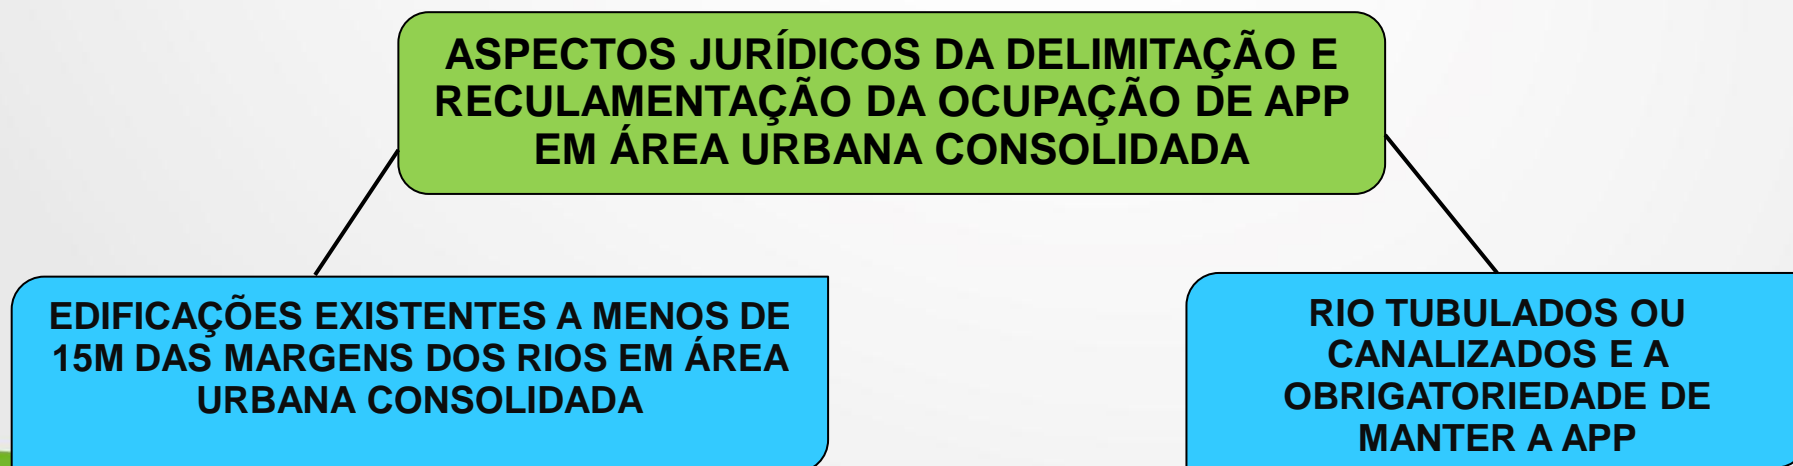 ASPECTOS JURÍDICOS DA DELIMITAÇÃO E
RECULAMENTAÇÃO DA OCUPAÇÃO DE APP
EM ÁREA URBANA CONSOLIDADA
EDIFICAÇÕES EXISTENTES A MENOS DE
15M DAS MARGENS DOS RIOS EM ÁREA
URBANA CONSOLIDADA
RIO TUBULADOS OU
CANALIZADOS E A
OBRIGATORIEDADE DE
MANTER A APP